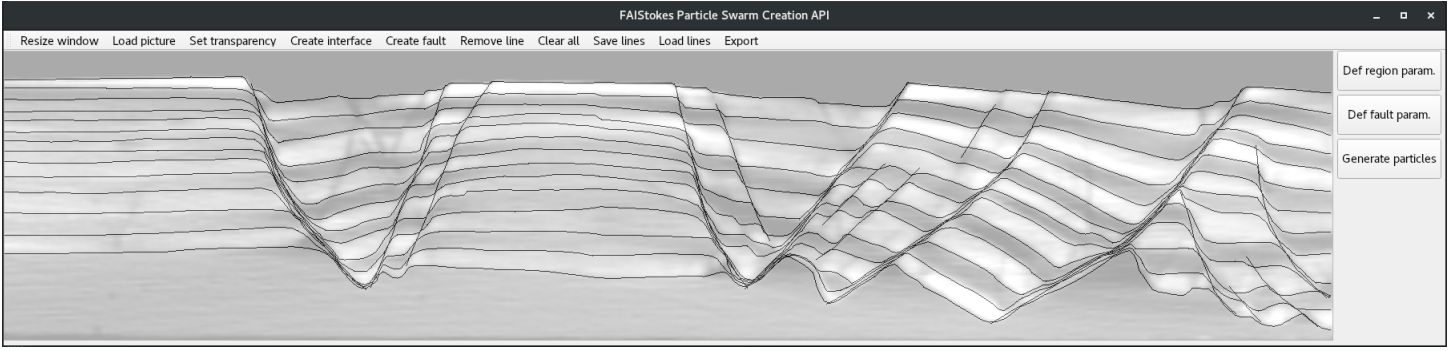 FAIStokes Particle Swarm Creation API
Resize window Load picture Set transparency Create interface Create fault Remove line Clear all Save lines Load lines Export
Def region param.
Def fault param.
Generate particles